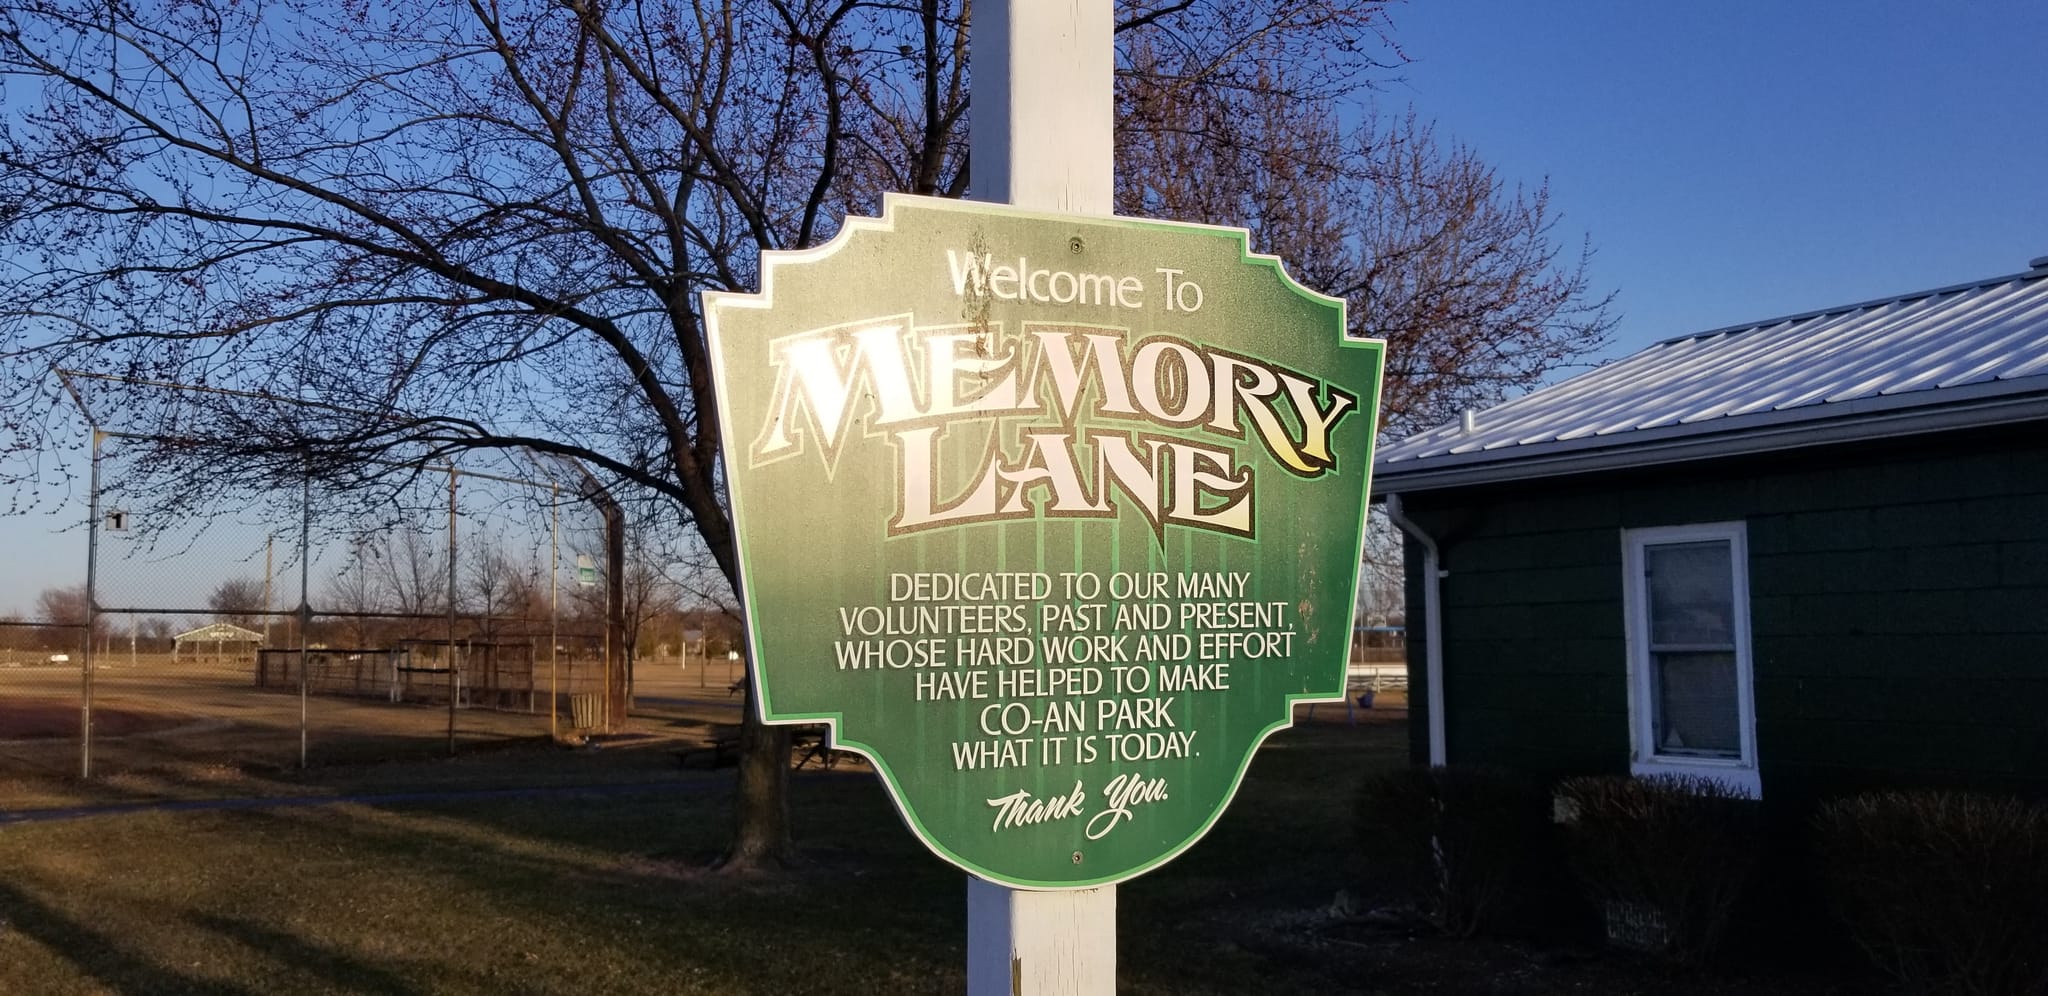 Welcome To
MEMORY
LANE
DEDICATED TO OUR MANY
VOLUNTEERS, PAST AND PRESENT,
WHOSE HARD WORK AND EFFORT
HAVE HELPED TO MAKE
CO-AN PARK
WHAT IT IS TODAY.
Thank You.
1